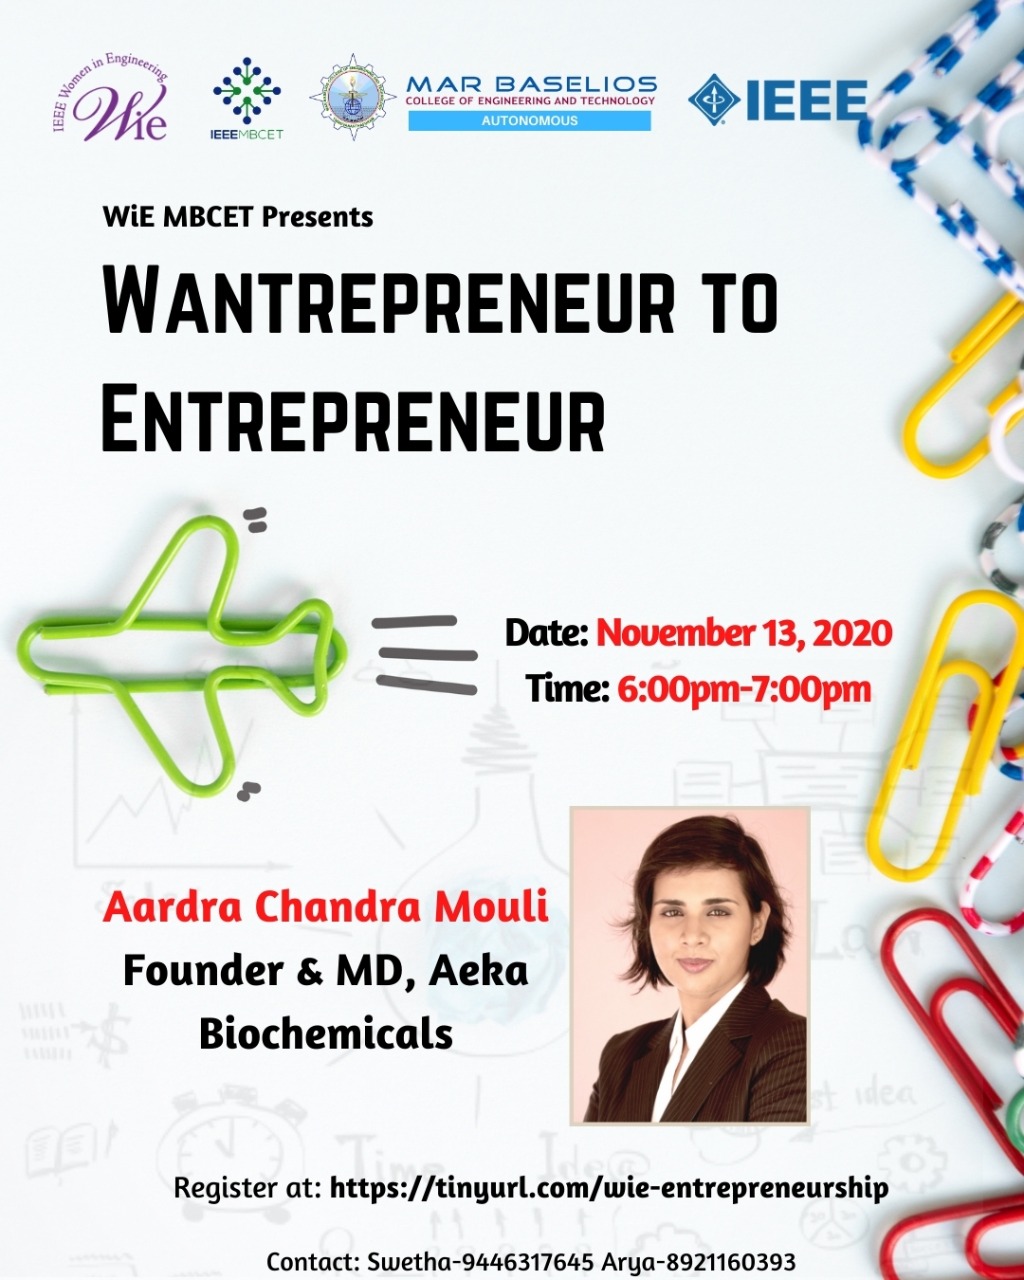 IEEE Women in Engineering
WiE
IEEEMBCET
MAR BASELIOS
COLLEGE OF ENGINEERING AND TECHNOLOGY
AUTONOMOUS
IEEE
WiE MBCET Presents
WANTREPRENEUR TO
ENTREPRENEUR
Date: November 13, 2020
Time: 6:00pm-7:00pm
Aardra Chandra Mouli
Founder & MD, Aeka
Biochemicals
Register at: https://tinyurl.com/wie-entrepreneurship
Contact: Swetha-9446317645 Arya-8921160393